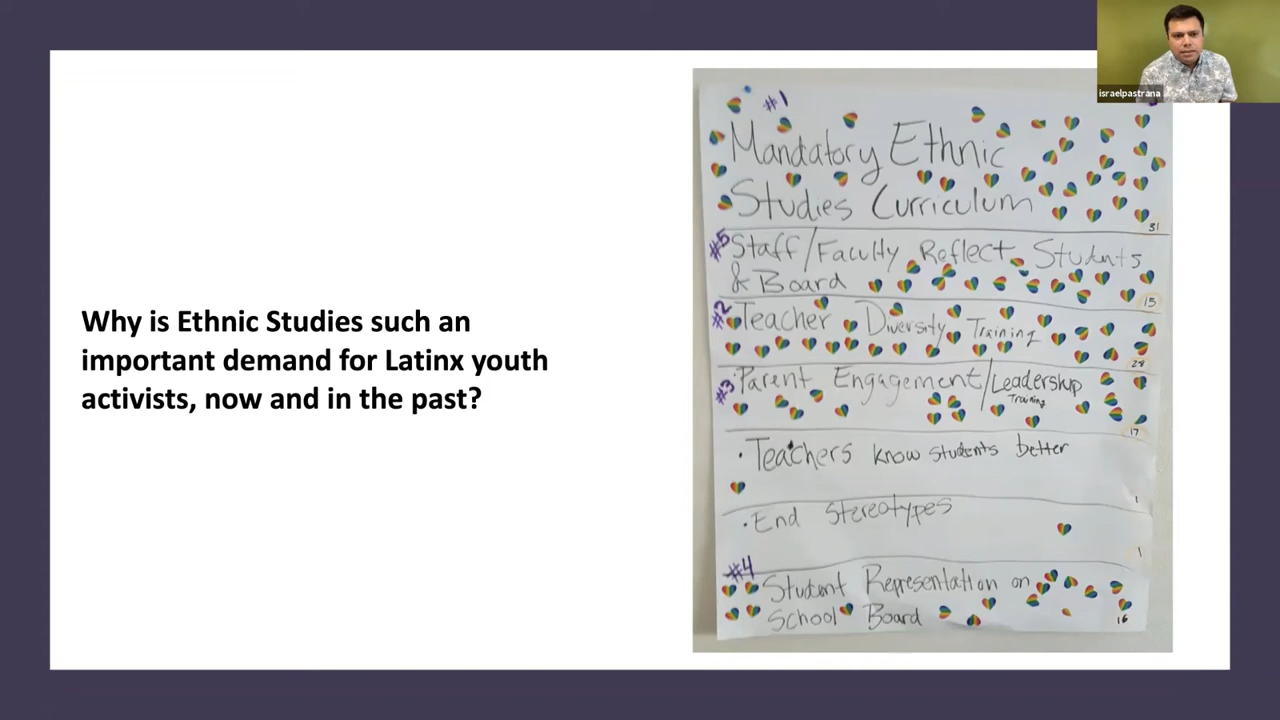 israelpastrana
Why is Ethnic Studies such an
important demand for Latinx youth
activists, now and in the past?
#1
Mandatory Ethnic
Studies Curriculum
31
#5 Staff/Faculty Reflect Students
& Board
15
#2 Teacher Diversity Training
28
#3 Parent Engagement/Leadership
Training
17
· Teachers know students better
1
· End Stereotypes
1
#4
Student Representation on
School Board
16